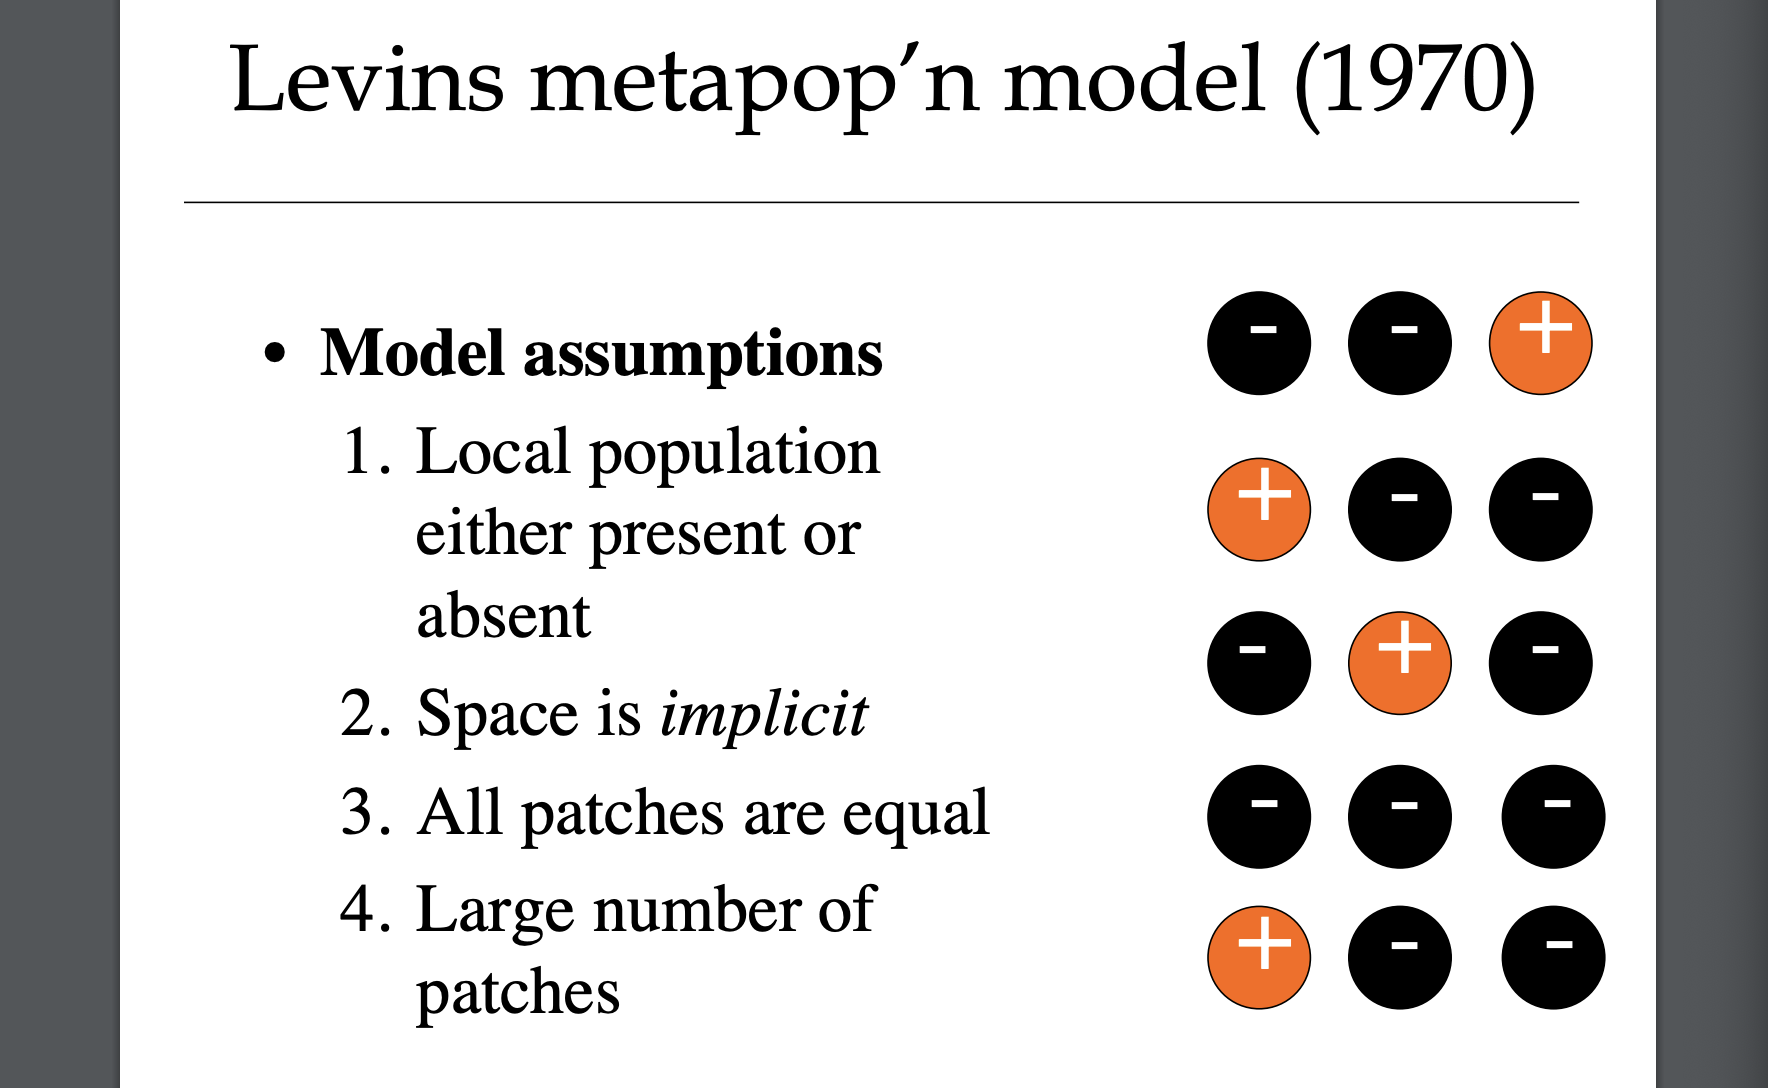 Levins metapop’n model (1970)
• Model assumptions
1. Local population
either present or
absent
2. Space is implicit
3. All patches are equal
4. Large number of
patches
- - +
+ - -
- + -
- - -
+ - -